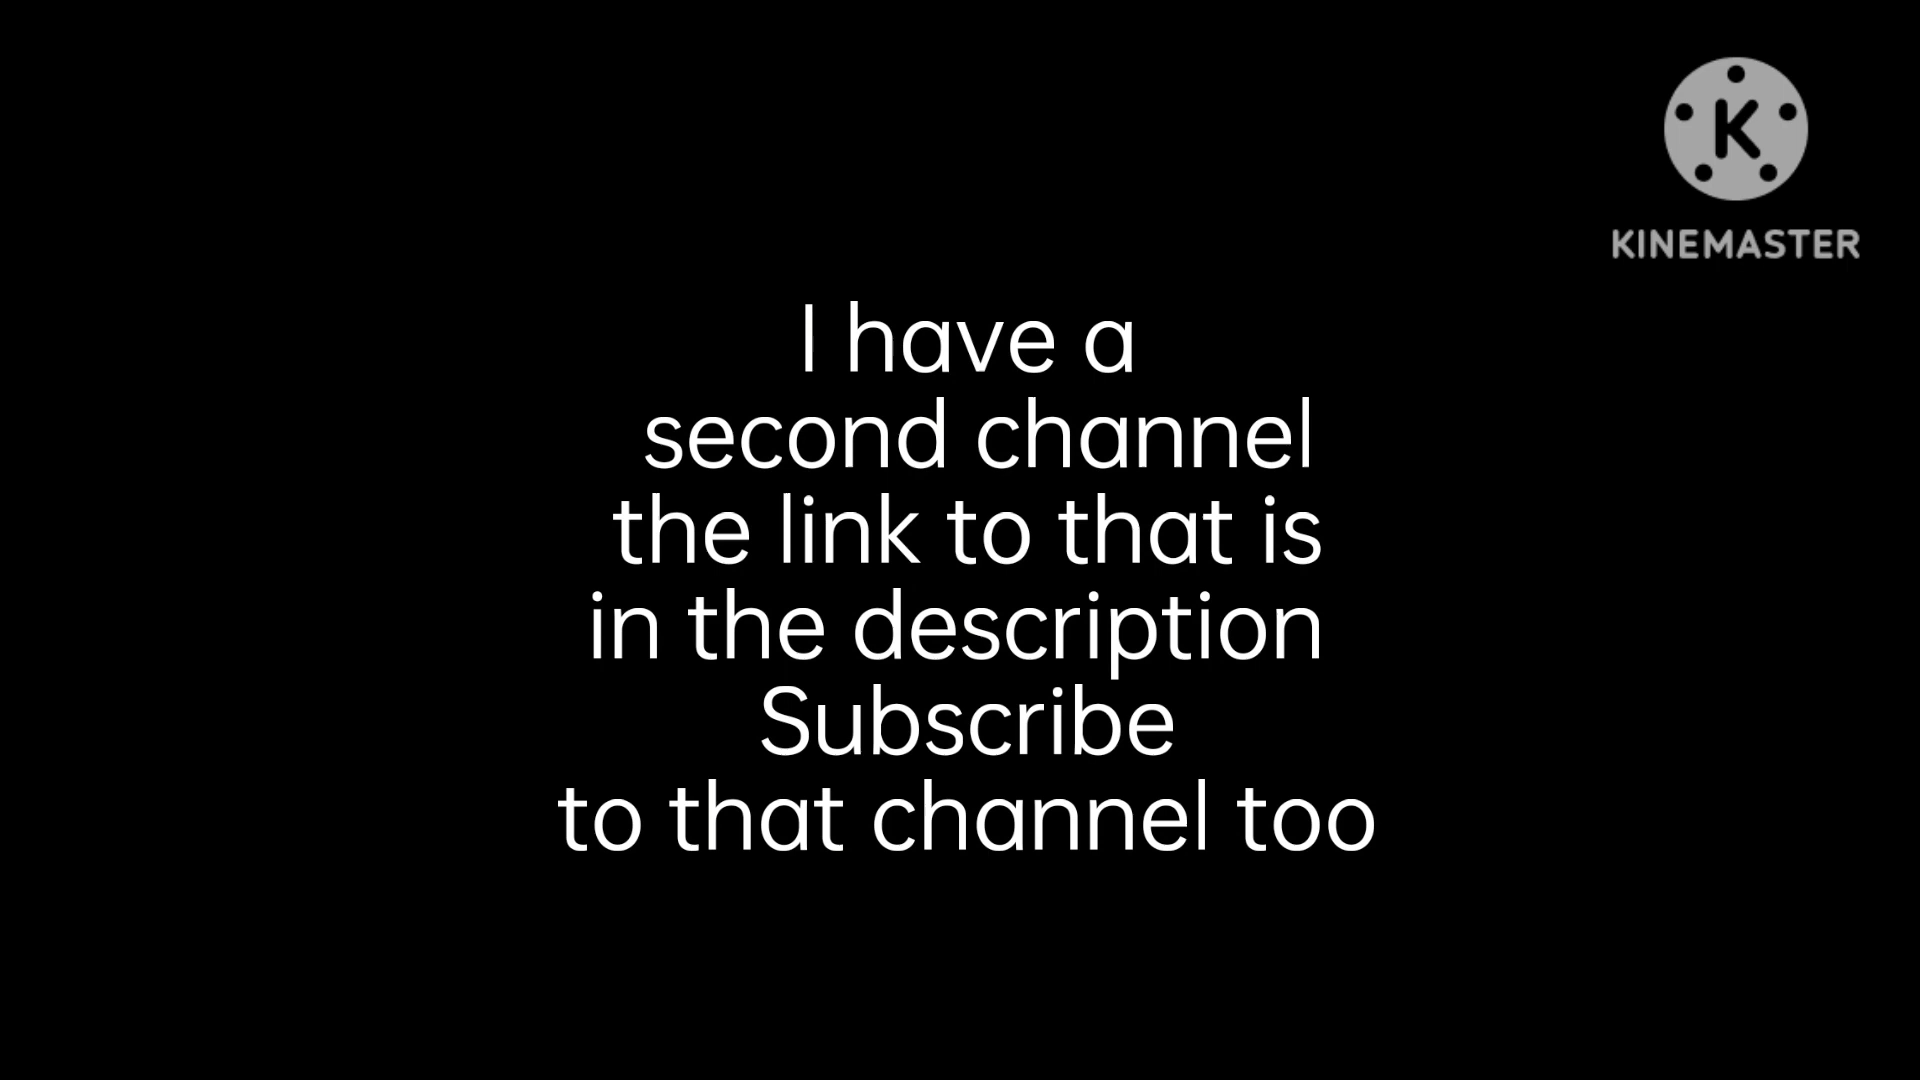 K
KINEMASTER
I have a
second channel
the link to that is
in the description
Subscribe
to that channel too